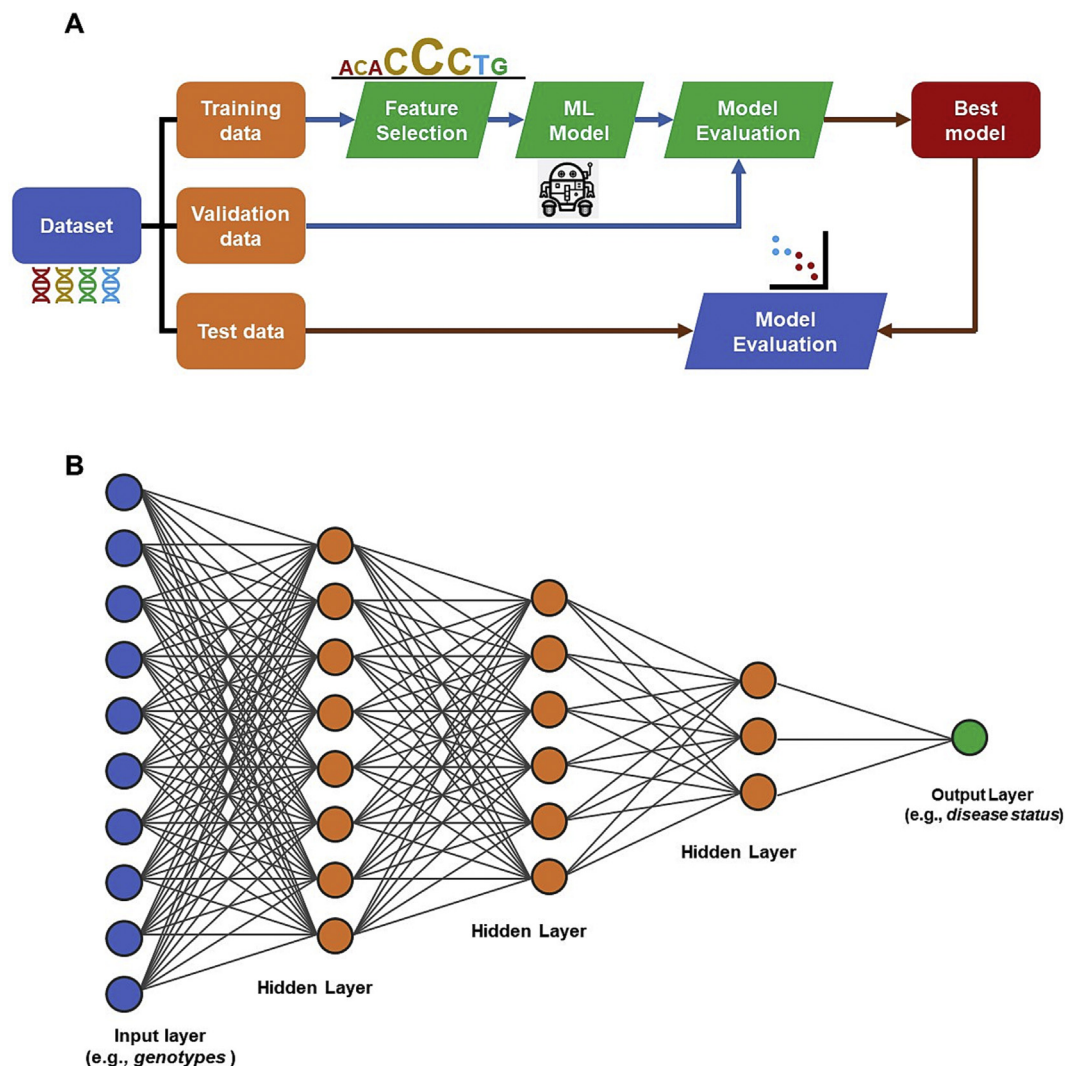 A
ACACCCTG
Training
data
Feature
Selection
ML
Model
Model
Evaluation
Best
model
Dataset
Validation
data
Test data
Model
Evaluation
B
Output Layer
(e.g., disease status)
Hidden Layer
Hidden Layer
Hidden Layer
Input layer
(e.g., genotypes )